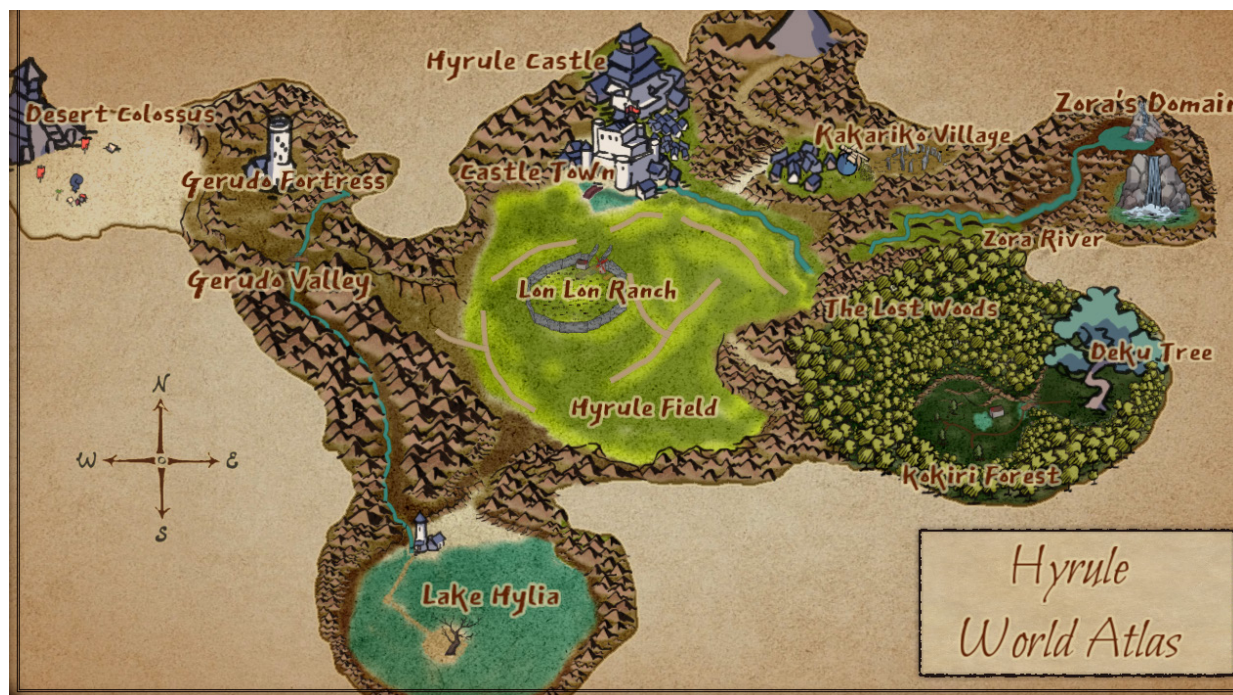 Hyrule Castle
Desert Colossus
Zora's Domain
Kakariko Village
Castle Town
Gerudo Fortress
Zora River
Gerudo Valley
Lon Lon Ranch
The Lost Woods
Deku Tree
Hyrule Field
N
W
E
S
Kokiri Forest
Lake Hylia
Hyrule
World Atlas